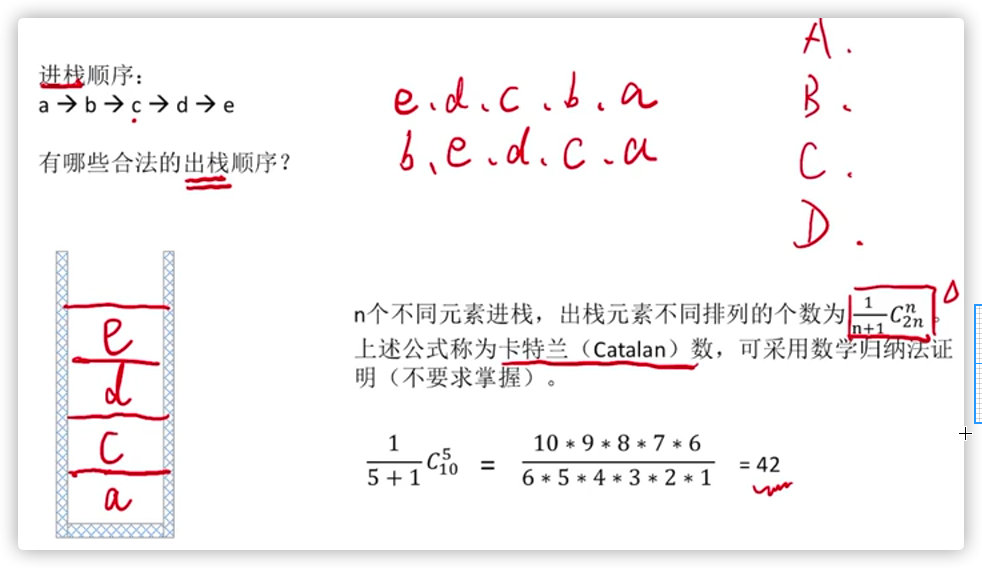 进栈顺序：
a → b → c → d → e
有哪些合法的出栈顺序？
e.d.c.b.a
b、e.d.c.a
A.
B.
C.
D.
e
d
c
a
n个不同元素进栈，出栈元素不同排列的个数为 \frac{1}{n+1}C_{2n}^{n}。
上述公式称为卡特兰（Catalan）数，可采用数学归纳法证
明（不要求掌握）。
\frac{1}{5+1}C_{10}^{5} = \frac{10*9*8*7*6}{6*5*4*3*2*1} = 42